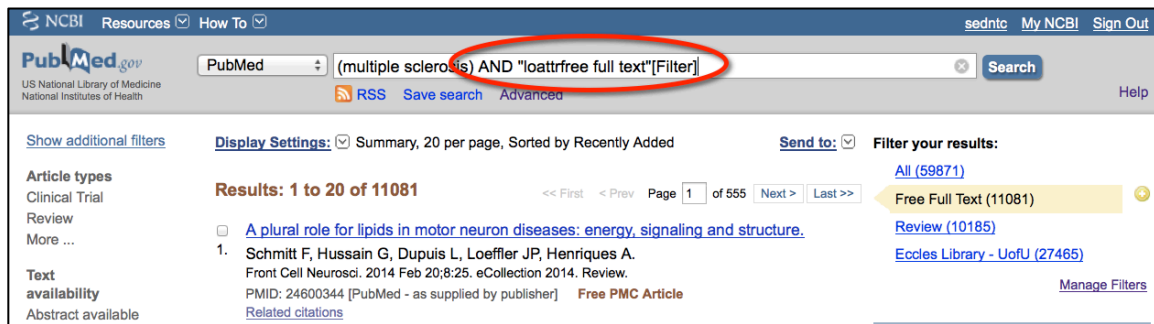 NCBI Resources How To sedntc My NCBI Sign Out
PubMed.gov
US National Library of Medicine
National Institutes of Health
PubMed (multiple sclerosis) AND "loattrfree full text"[Filter] Search
RSS Save search Advanced Help
Show additional filters
Article types
Clinical Trial
Review
More ...
Text
availability
Abstract available
Display Settings: Summary, 20 per page, Sorted by Recently Added Send to:
Results: 1 to 20 of 11081 << First < Prev Page 1 of 555 Next > Last >>
A plural role for lipids in motor neuron diseases: energy, signaling and structure.
1. Schmitt F, Hussain G, Dupuis L, Loeffler JP, Henriques A.
Front Cell Neurosci. 2014 Feb 20;8:25. eCollection 2014. Review.
PMID: 24600344 [PubMed - as supplied by publisher] Free PMC Article
Related citations
Filter your results:
All (59871)
Free Full Text (11081)
Review (10185)
Eccles Library - UofU (27465)
Manage Filters